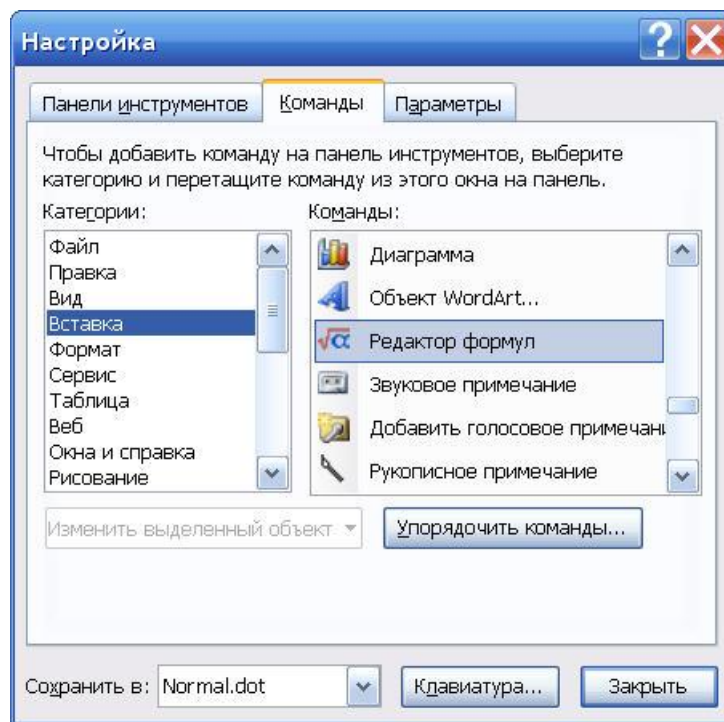 Настройка
Панели инструментов
Команды
Параметры
Чтобы добавить команду на панель инструментов, выберите
категорию и перетащите команду из этого окна на панель.
Категории:
Файл
Правка
Вид
Вставка
Формат
Сервис
Таблица
Веб
Окна и справка
Рисование
Команды:
Диаграмма
Объект WordArt...
Редактор формул
Звуковое примечание
Добавить голосовое примечани
Рукописное примечание
Изменить выделенный объект
Упорядочить команды...
Сохранить в: Normal.dot
Клавиатура...
Закрыть